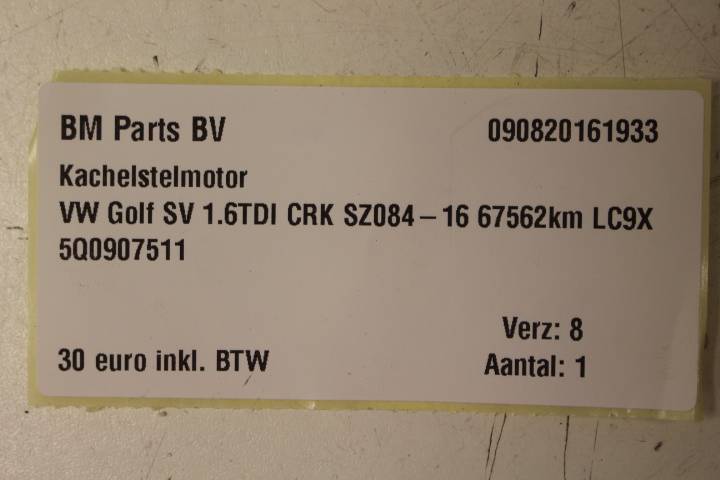 BM Parts BV 090820161933
Kachelstelmotor
VW Golf SV 1.6TDI CRK SZ084-16 67562km LC9X
5Q0907511
Verz: 8
30 euro inkl. BTW Aantal: 1